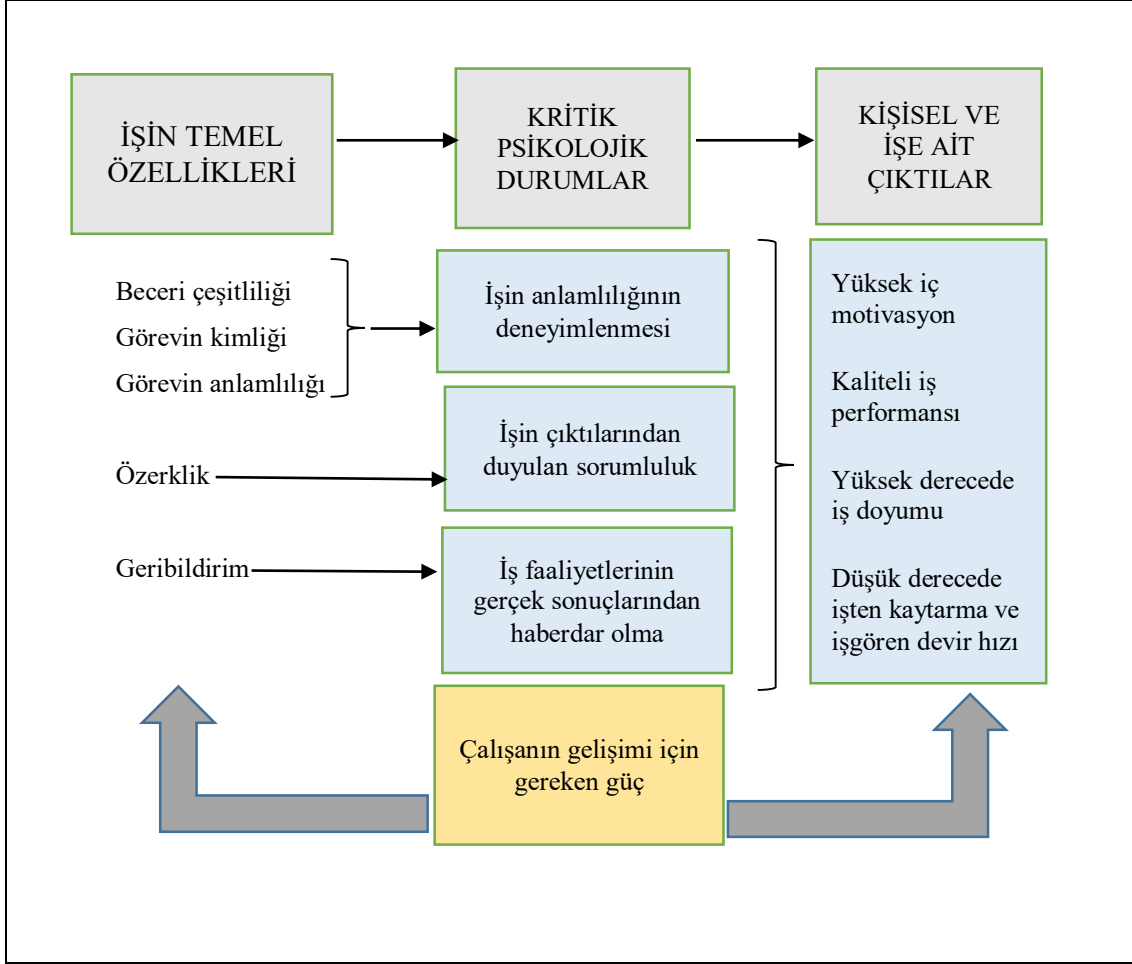 İŞİN TEMEL
ÖZELLİKLERİ
KRİTİK
PSİKOLOJİK
DURUMLAR
KİŞİSEL VE
İŞE AİT
ÇIKTILAR
Beceri çeşitliliği
Görevin kimliği
Görevin anlamlılığı
Özerklik
Geribildirim
İşin anlamlılığının
deneyimlenmesi
İşin çıktılarından
duyulan sorumluluk
İş faaliyetlerinin
gerçek sonuçlarından
haberdar olma
Yüksek iç
motivasyon
Kaliteli iş
performansı
Yüksek derecede
iş doyumu
Düşük derecede
işten kaytarma ve
işgören devir hızı
Çalışanın gelişimi için
gereken güç